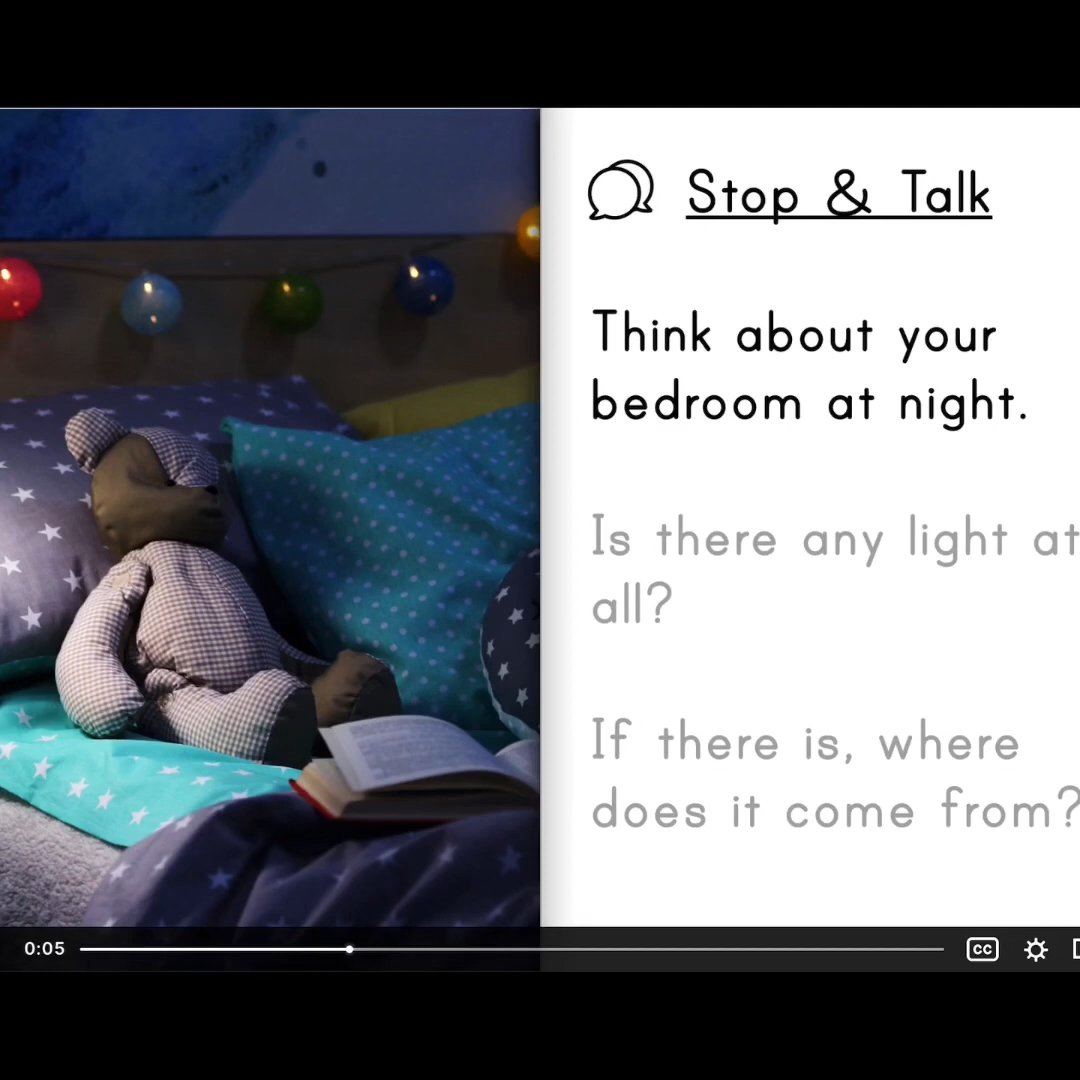 Stop & Talk
Think about your
bedroom at night.
Is there any light at
all?
If there is, where
does it come from?
0:05
CC